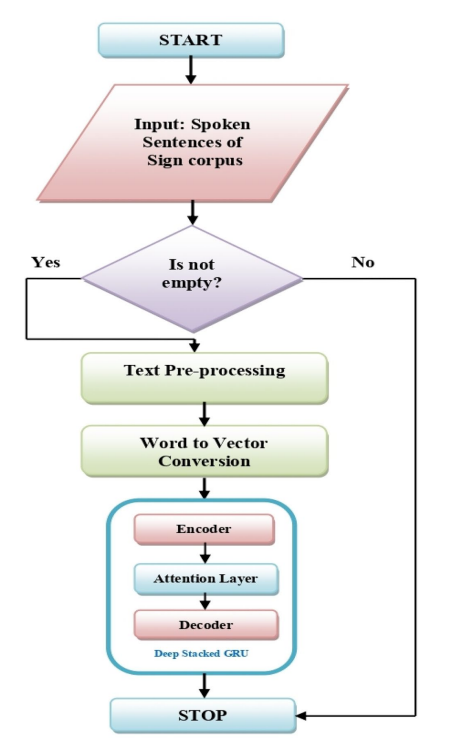 START
Input: Spoken
Sentences of
Sign corpus
Yes
Is not
empty?
No
Text Pre-processing
Word to Vector
Conversion
Encoder
Attention Layer
Decoder
Deep Stacked GRU
STOP